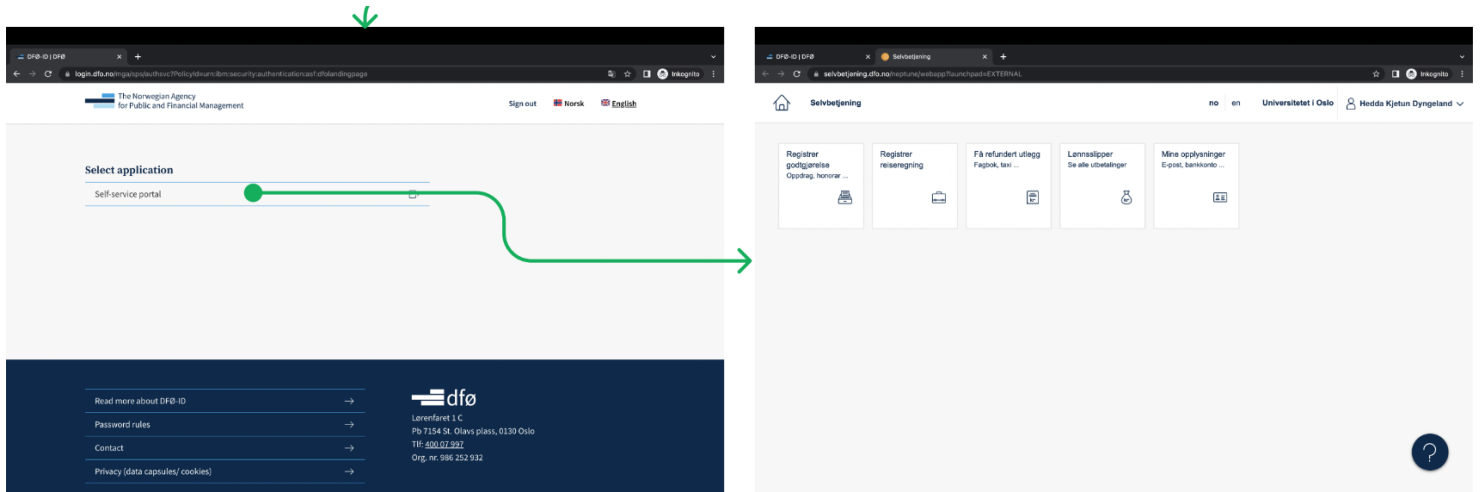 DFØ-ID | DFØ
login.dfo.no/mga/sps/authsvc?PolicyId=urn:ibm:security:authentication:asf:dfolandingpage
Inkognito
The Norwegian Agency
for Public and Financial Management
Sign out
Norsk
English
Select application
Self-service portal
Read more about DFØ-ID
Password rules
Contact
Privacy (data capsules/ cookies)
dfø
Lørenfaret 1 C
Pb 7154 St. Olavs plass, 0130 Oslo
Tlf: 400 07 997
Org. nr. 986 252 932
DFØ-ID | DFØ
Selvbetjening
selvbetjening.dfo.no/neptune/webapp?launchpad=EXTERNAL
Inkognito
Selvbetjening
no
en
Universitetet i Oslo
Hedda Kjetun Dyngeland
Registrer
godtgjørelse
Oppdrag, honorar ...
Registrer
reiseregning
Få refundert utlegg
Fagbok, taxi ...
kr
Lønnsslipper
Se alle utbetalinger
kr
Mine opplysninger
E-post, bankkonto ...
?